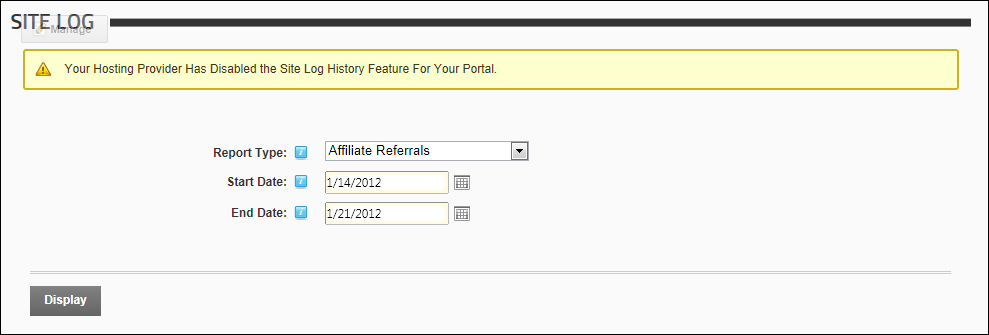 SITE LOG
Manage
Your Hosting Provider Has Disabled the Site Log History Feature For Your Portal.
Report Type: Affiliate Referrals
Start Date: 1/14/2012
End Date: 1/21/2012
Display